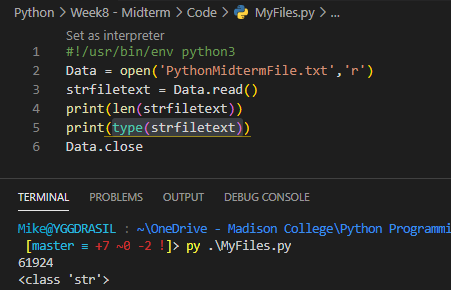 Python > Week8 - Midterm > Code > MyFiles.py > ...
Set as interpreter
1 #!/usr/bin/env python3
2 Data = open('PythonMidtermFile.txt','r')
3 strfiletext = Data.read()
4 print(len(strfiletext))
5 print(type(strfiletext))
6 Data.close
TERMINAL PROBLEMS OUTPUT DEBUG CONSOLE
Mike@YGGDRASIL : ~\OneDrive - Madison College\Python Programmi
[master ≡ +7 ~0 -2 !]> py .\MyFiles.py
61924
<class 'str'>